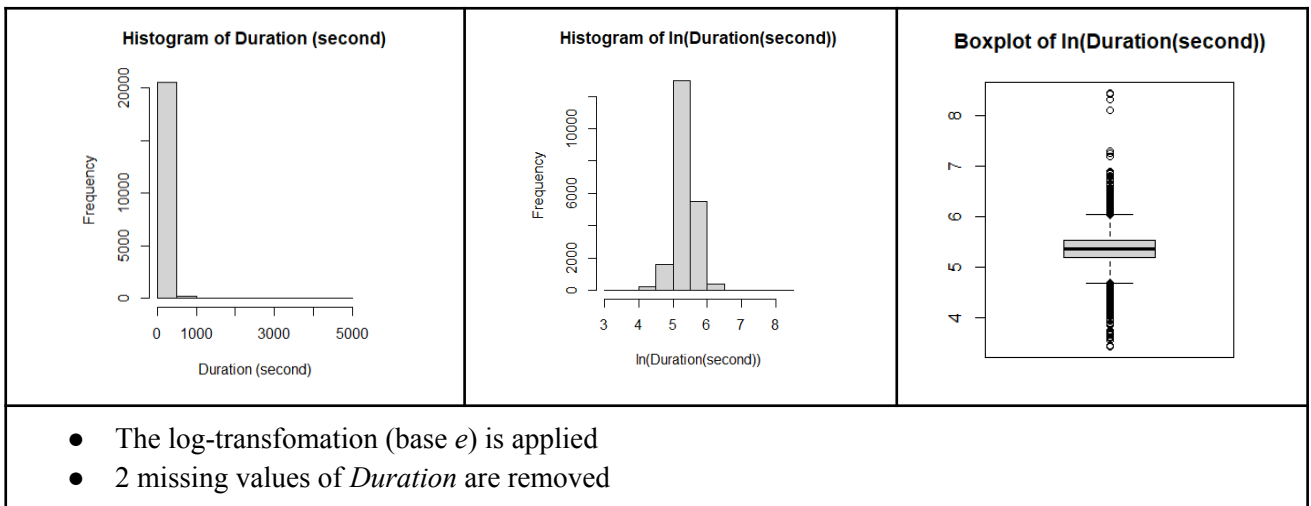 Histogram of Duration (second)
Frequency
20000
10000
5000
0
0 1000 3000 5000
Duration (second)
Histogram of ln(Duration(second))
Frequency
10000
6000
2000
0
3 4 5 6 7 8
ln(Duration(second))
Boxplot of ln(Duration(second))
8
7
6
5
4
● The log-transfomation (base e) is applied
● 2 missing values of Duration are removed